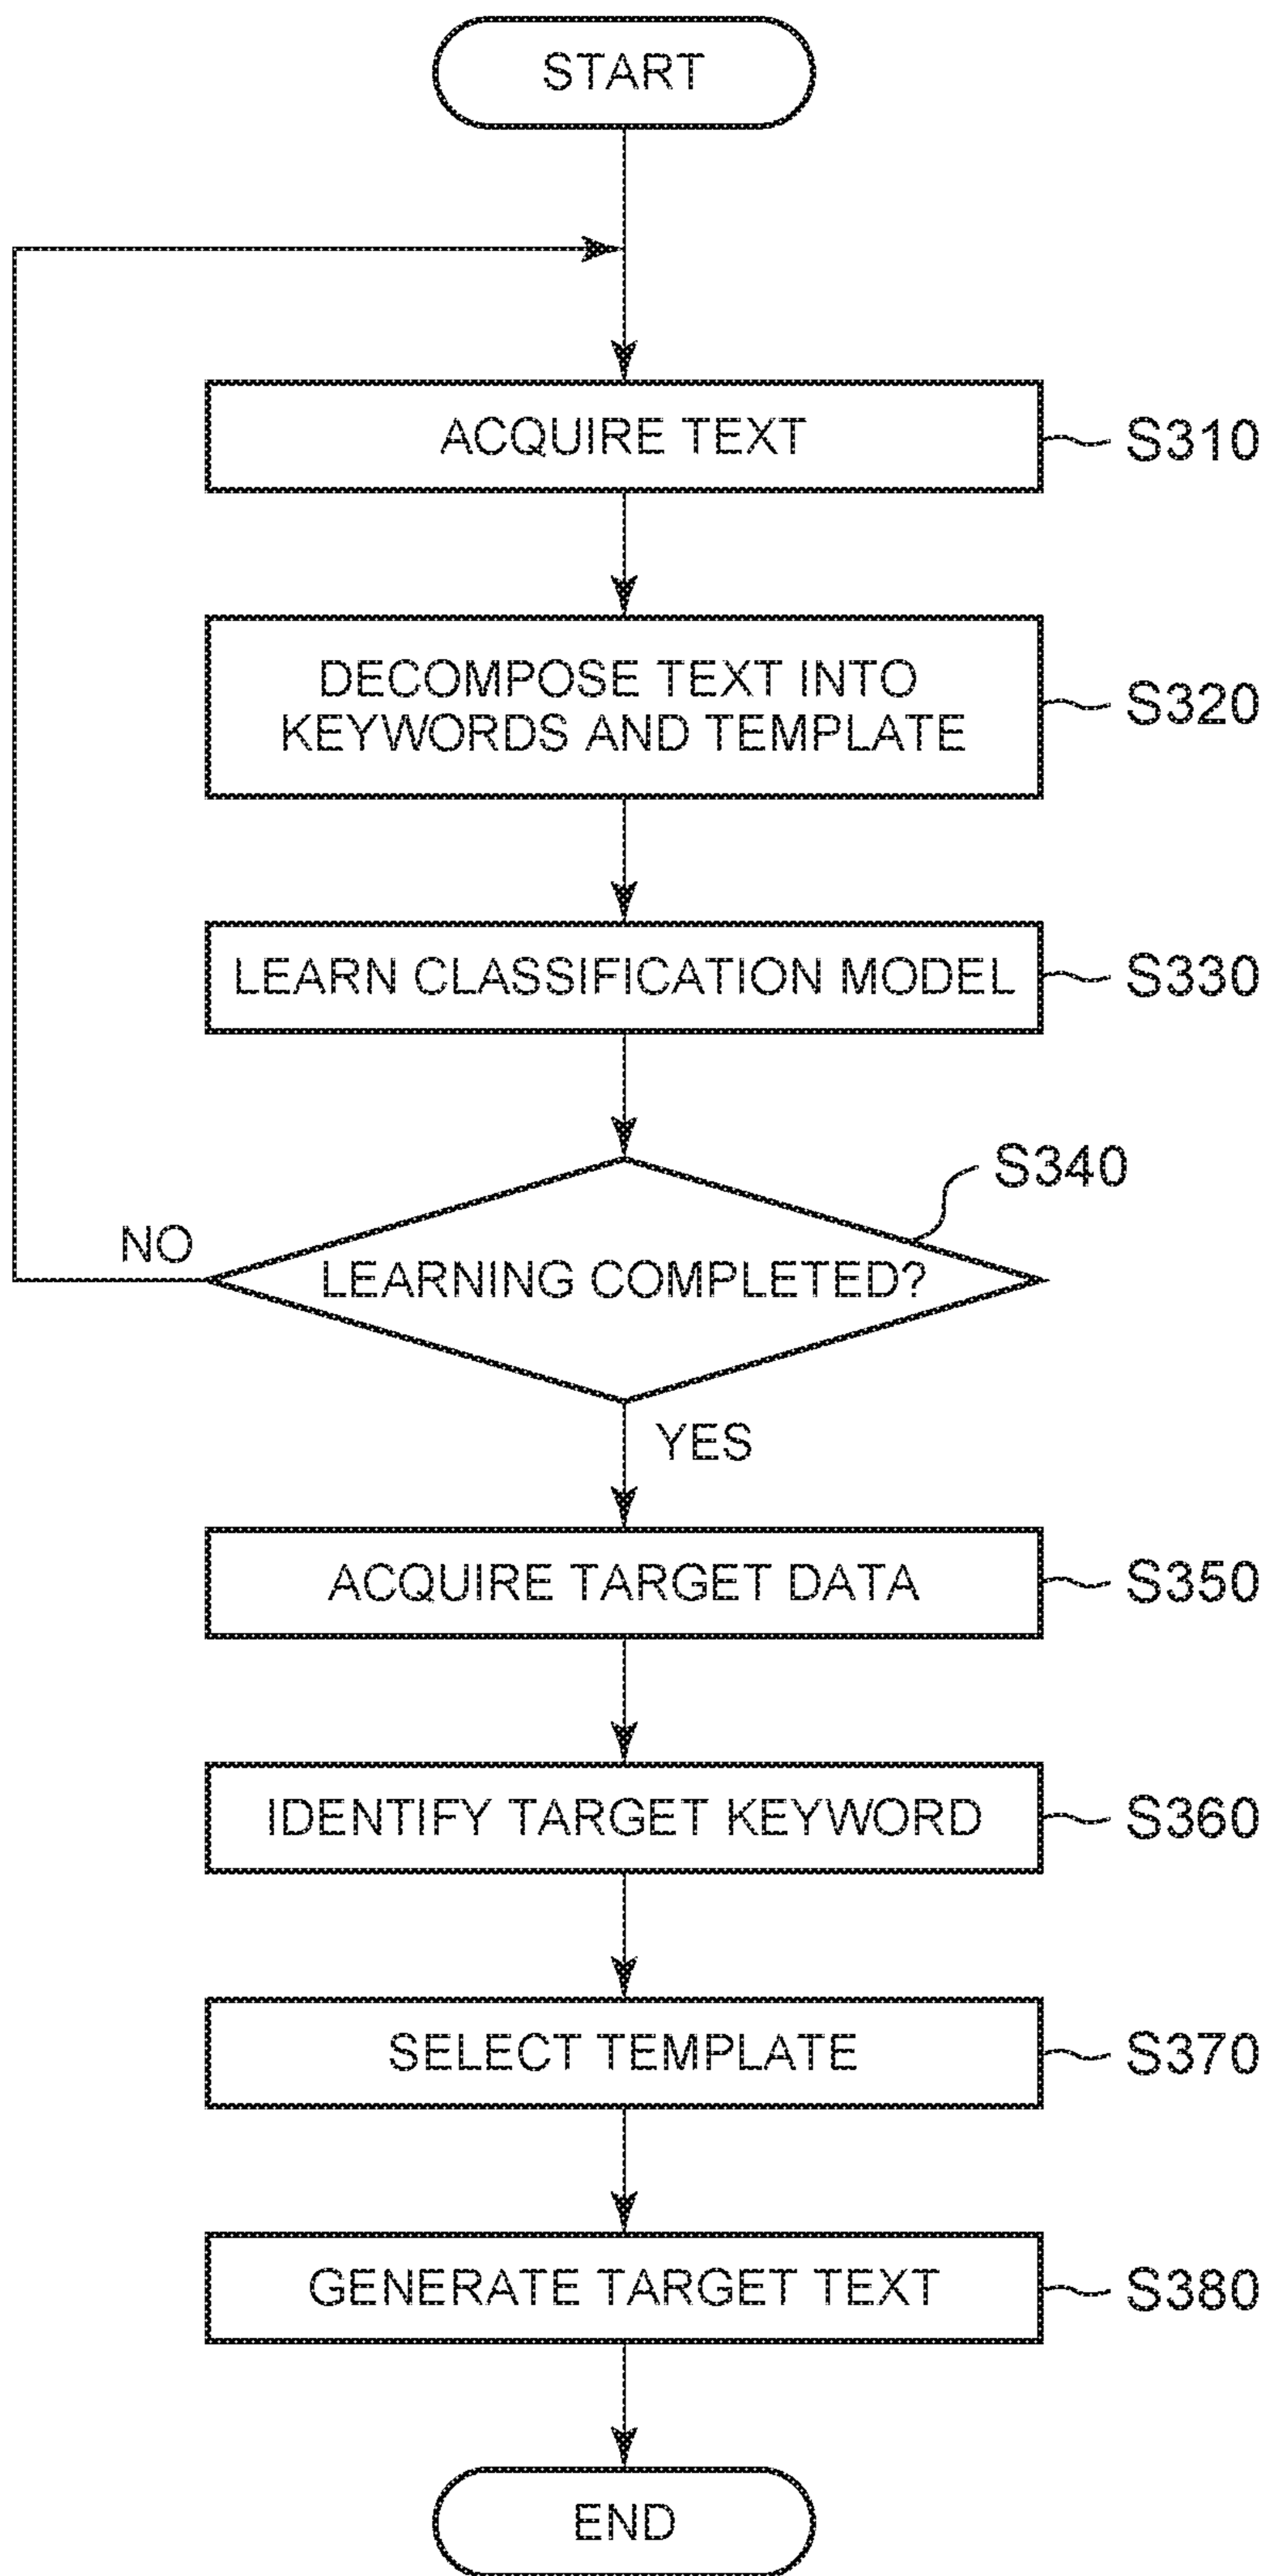 START
ACQUIRE TEXT
S310
DECOMPOSE TEXT INTO
KEYWORDS AND TEMPLATE
S320
LEARN CLASSIFICATION MODEL
S330
S340
NO
LEARNING COMPLETED?
YES
ACQUIRE TARGET DATA
S350
IDENTIFY TARGET KEYWORD
S360
SELECT TEMPLATE
S370
GENERATE TARGET TEXT
S380
END